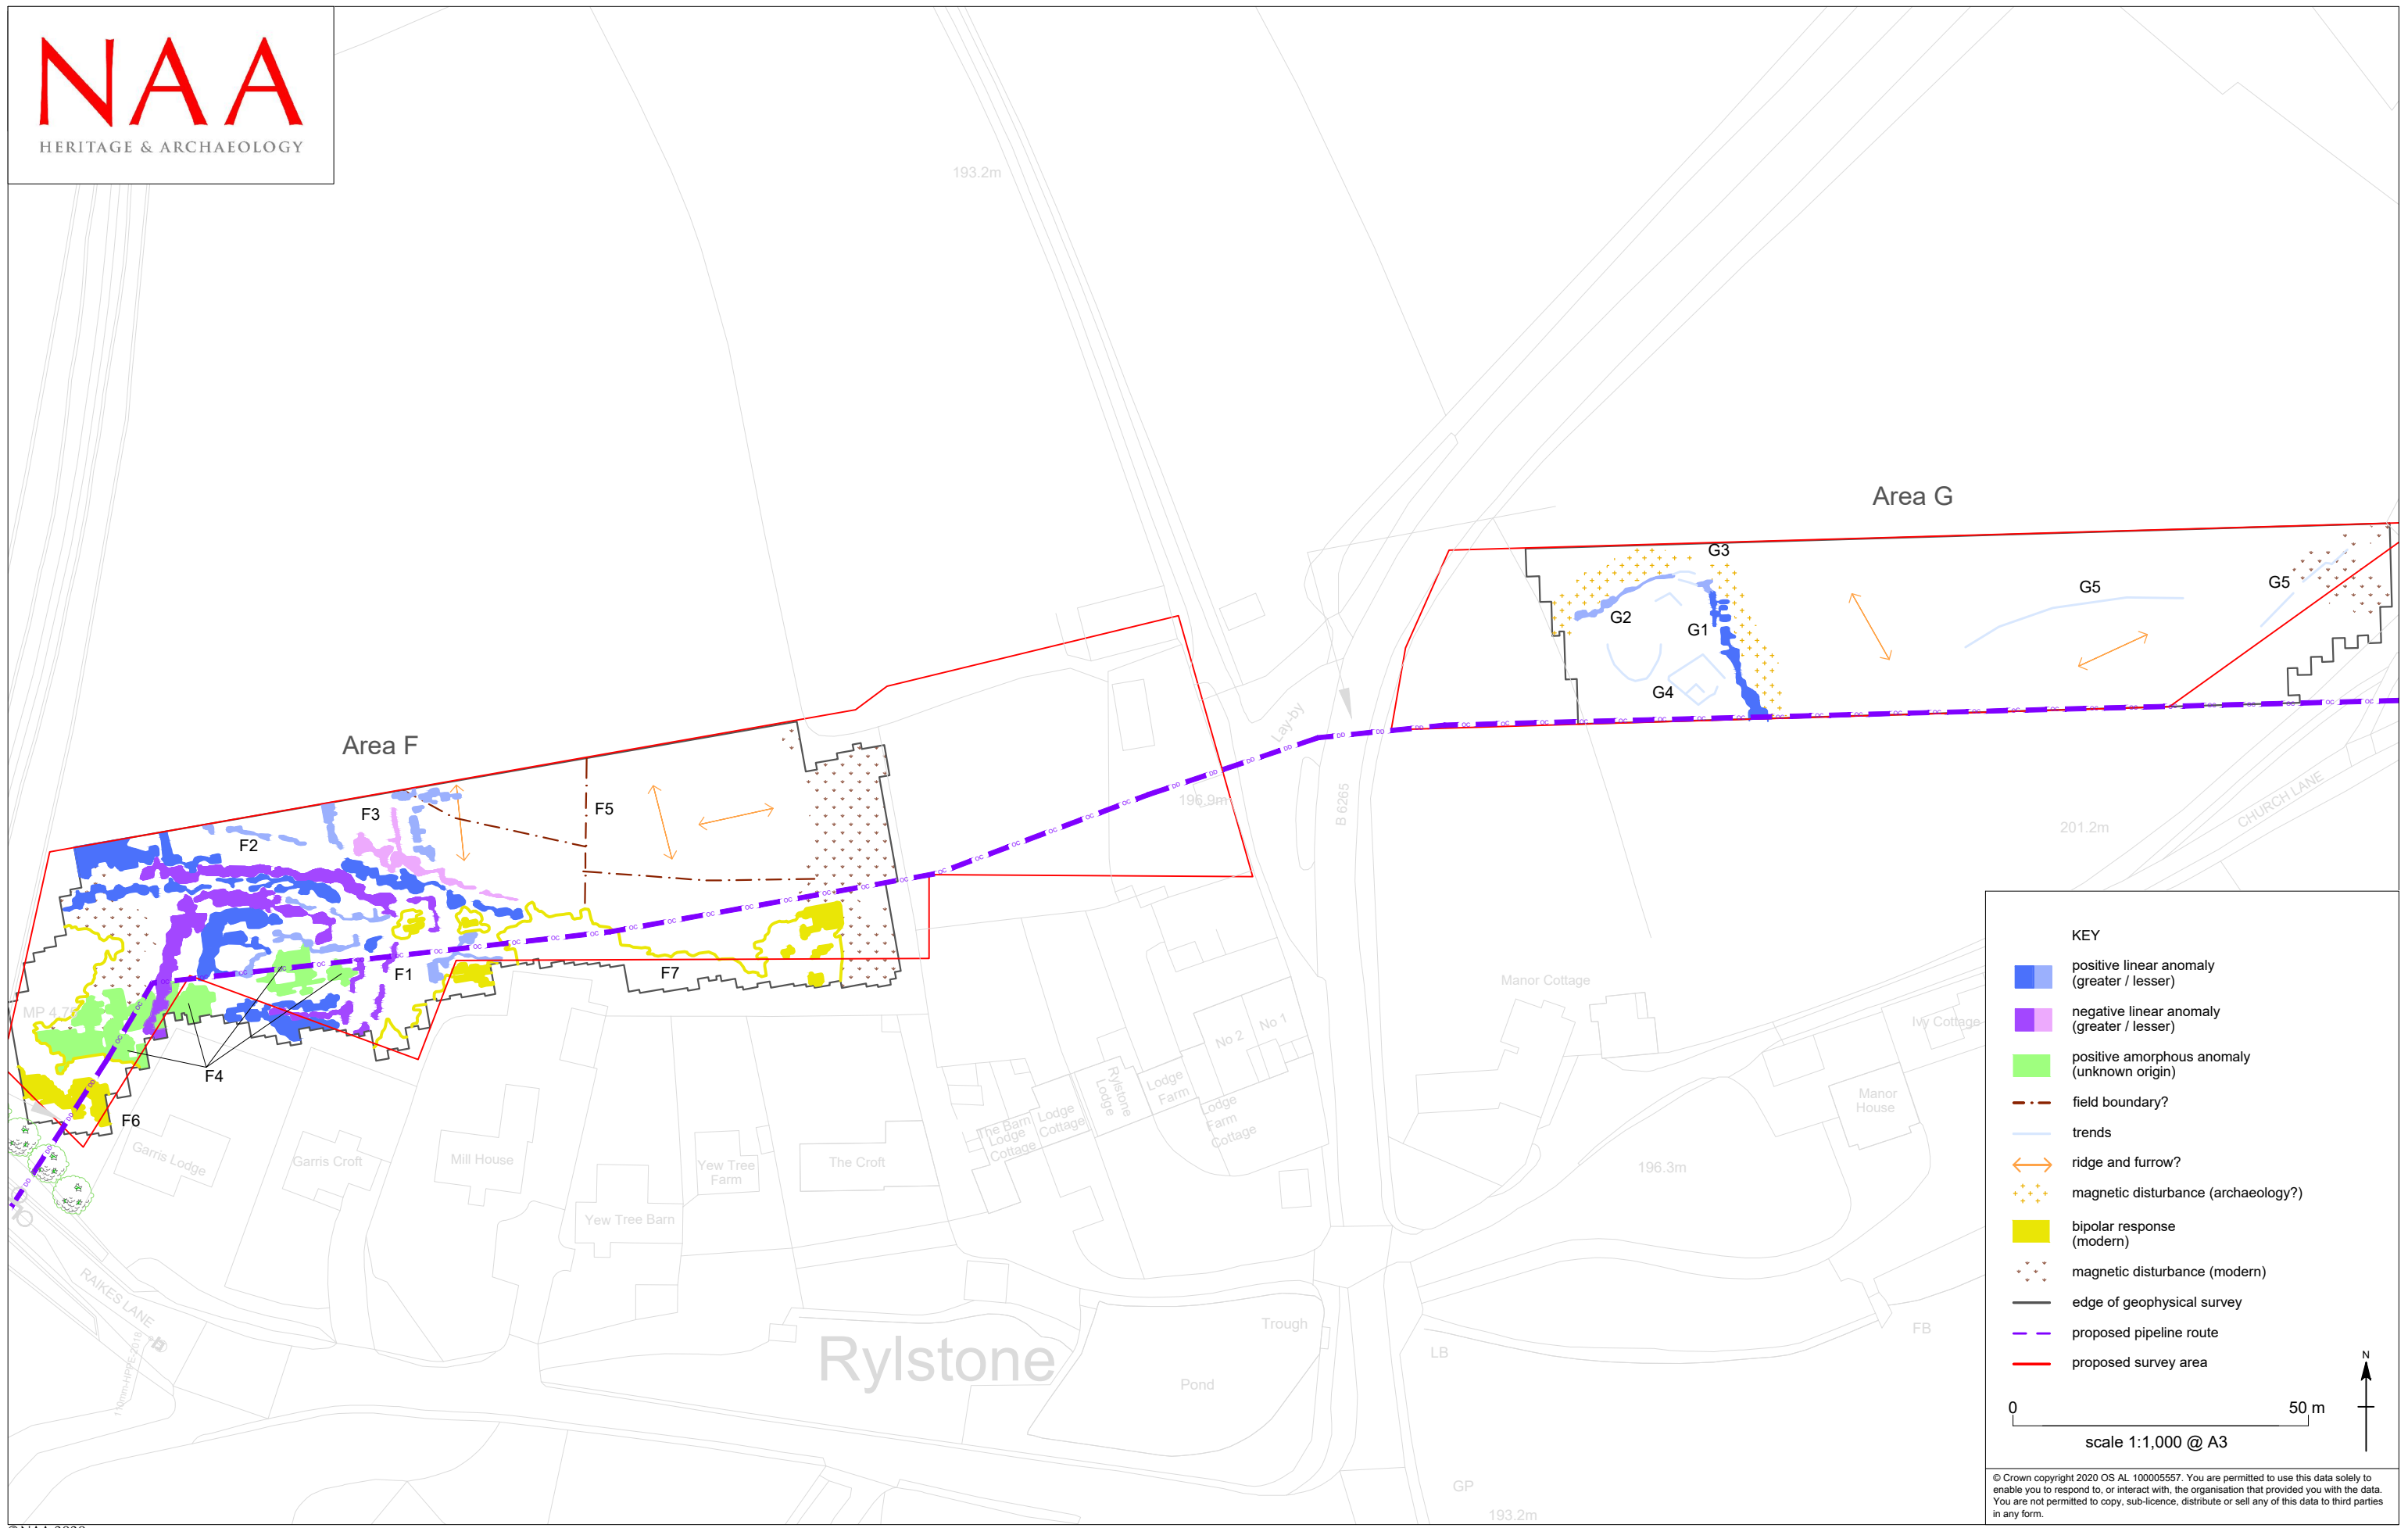 NAA
HERITAGE & ARCHAEOLOGY
193.2m
Area G
G3
G5
G5
G2
G1
G4
Area F
F5
F3
F2
F1
F7
F4
F6
Lay-by
B 6265
196.9m
201.2m
CHURCH LANE
MP 4.7
Manor Cottage
Ivy Cottage
Manor
House
No 1
No 2
Lodge
Farm
Rylstone
Lodge
Lodge
Cottage
The Barn
Lodge
Cottage
Lodge
Farm
Cottage
Garris Lodge
Garris Croft
Mill House
Yew Tree
Farm
The Croft
Yew Tree Barn
196.3m
RAIKES LANE
Rylstone
Trough
Pond
LB
FB
GP
193.2m
KEY
positive linear anomaly
(greater / lesser)
negative linear anomaly
(greater / lesser)
positive amorphous anomaly
(unknown origin)
field boundary?
trends
ridge and furrow?
magnetic disturbance (archaeology?)
bipolar response
(modern)
magnetic disturbance (modern)
edge of geophysical survey
proposed pipeline route
proposed survey area
N
0 50 m
scale 1:1,000 @ A3
© Crown copyright 2020 OS AL 100005557. You are permitted to use this data solely to
enable you to respond to, or interact with, the organisation that provided you with the data.
You are not permitted to copy, sub-licence, distribute or sell any of this data to third parties
in any form.